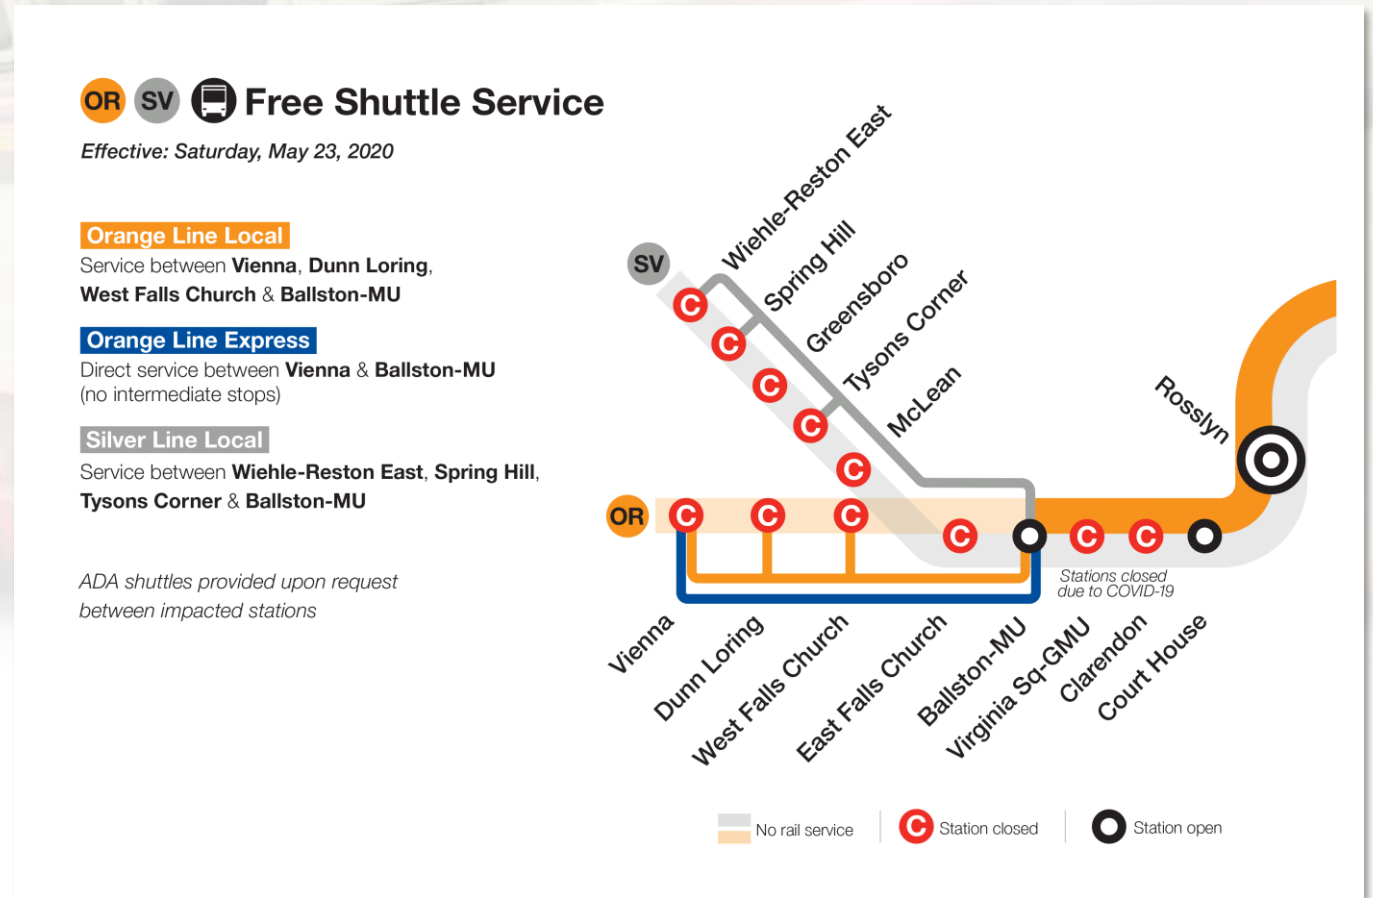 OR SV Free Shuttle Service
Effective: Saturday, May 23, 2020
Orange Line Local
Service between Vienna, Dunn Loring,
West Falls Church & Ballston-MU
Orange Line Express
Direct service between Vienna & Ballston-MU
(no intermediate stops)
Silver Line Local
Service between Wiehle-Reston East, Spring Hill,
Tysons Corner & Ballston-MU
ADA shuttles provided upon request
between impacted stations
SV
Wiehle-Reston East
Spring Hill
Greensboro
Tysons Corner
McLean
Rosslyn
C
C
C
C
C
OR
C
C
C
C
C
C
Stations closed
due to COVID-19
Vienna
Dunn Loring
West Falls Church
East Falls Church
Ballston-MU
Virginia Sq-GMU
Clarendon
Court House
No rail service
C Station closed
Station open